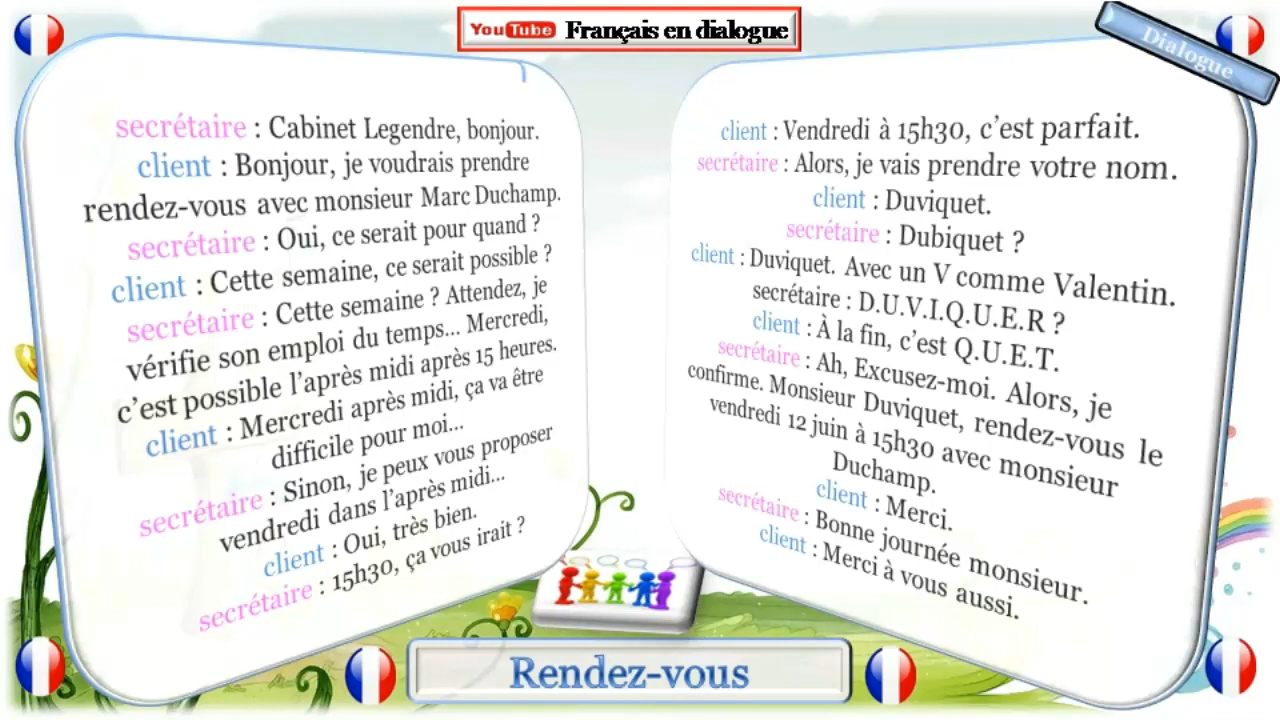 YouTube Français en dialogue
Dialogue
secrétaire : Cabinet Legendre, bonjour.
client : Bonjour, je voudrais prendre
rendez-vous avec monsieur Marc Duchamp.
secrétaire : Oui, ce serait pour quand ?
client : Cette semaine, ce serait possible ?
secrétaire : Cette semaine ? Attendez, je
vérifie son emploi du temps... Mercredi,
c'est possible l'après midi après 15 heures.
client : Mercredi après midi, ça va être
difficile pour moi...
secrétaire : Sinon, je peux vous proposer
vendredi dans l'après midi...
client : Oui, très bien.
secrétaire : 15h30, ça vous irait ?
client : Vendredi à 15h30, c'est parfait.
secrétaire : Alors, je vais prendre votre nom.
client : Duviquet.
secrétaire : Dubiquet ?
client : Duviquet. Avec un V comme Valentin.
secrétaire : D.U.V.I.Q.U.E.R ?
client : À la fin, c'est Q.U.E.T.
secrétaire : Ah, Excusez-moi. Alors, je
confirme. Monsieur Duviquet, rendez-vous le
vendredi 12 juin à 15h30 avec monsieur
Duchamp.
client : Merci.
secrétaire : Bonne journée monsieur.
client : Merci à vous aussi.
Rendez-vous